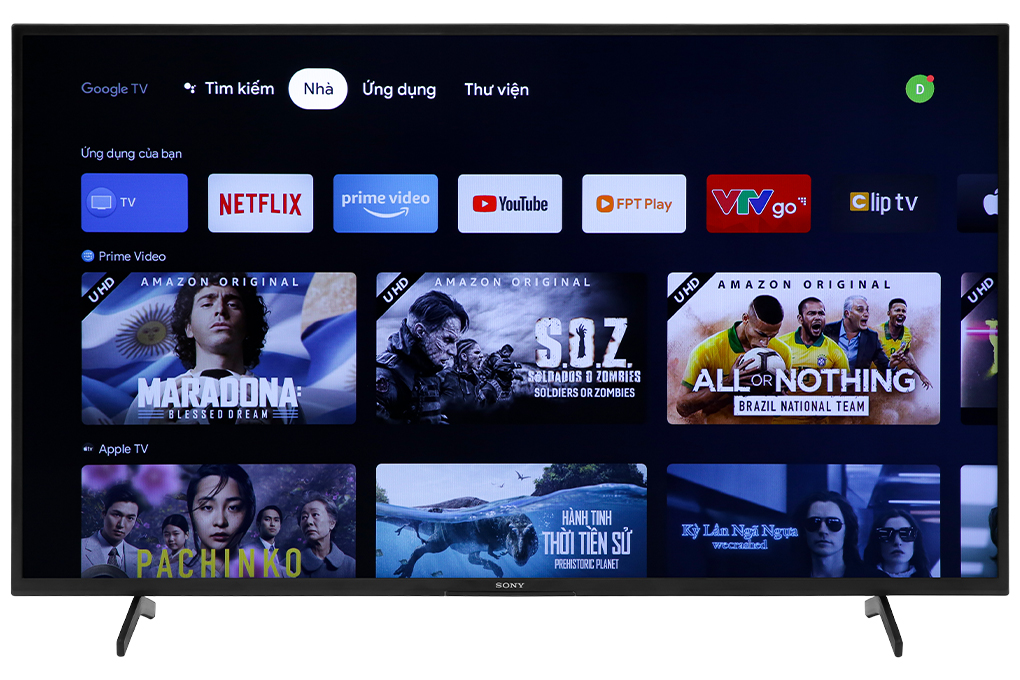 Google TV
Tìm kiếm
Nhà
Ứng dụng
Thư viện
D
Ứng dụng của bạn
TV
NETFLIX
prime video
YouTube
FPT Play
VTV go
Clip tv
Prime Video
UHD
AMAZON ORIGINAL
MARADONA:
BLESSED DREAM
UHD
AMAZON ORIGINAL
S.O.Z.
SOLDADOS O ZOMBIES
SOLDIERS OR ZOMBIES
UHD
AMAZON ORIGINAL
ALL OR NOTHING
BRAZIL NATIONAL TEAM
UHD
Apple TV
PACHINKO
HÀNH TINH
THỜI TIỀN SỬ
PREHISTORIC PLANET
Kỳ Lân Ngã Ngựa
wecrashed
SONY